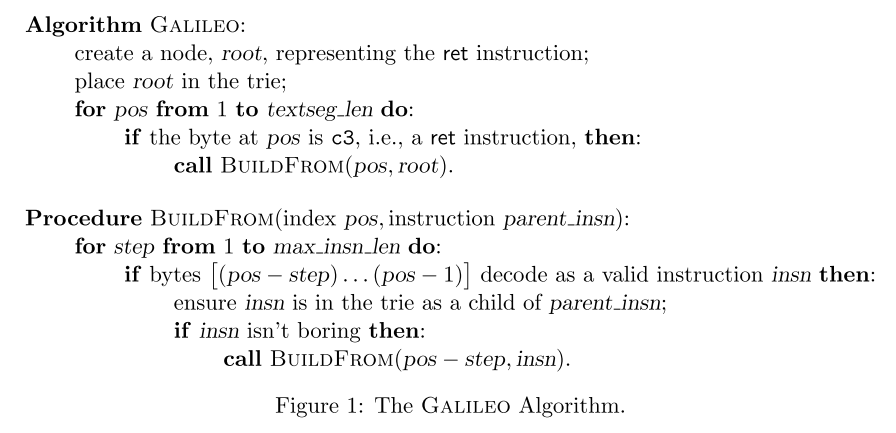 Algorithm GALILEO:
create a node, root, representing the ret instruction;
place root in the trie;
for pos from 1 to textseg_len do:
if the byte at pos is c3, i.e., a ret instruction, then:
call BUILDFROM(pos, root).
Procedure BUILDFROM(index pos, instruction parent_insn):
for step from 1 to max_insn_len do:
if bytes [(pos − step) . . . (pos − 1)] decode as a valid instruction insn then:
ensure insn is in the trie as a child of parent_insn;
if insn isn't boring then:
call BUILDFROM(pos − step, insn).
Figure 1: The GALILEO Algorithm.